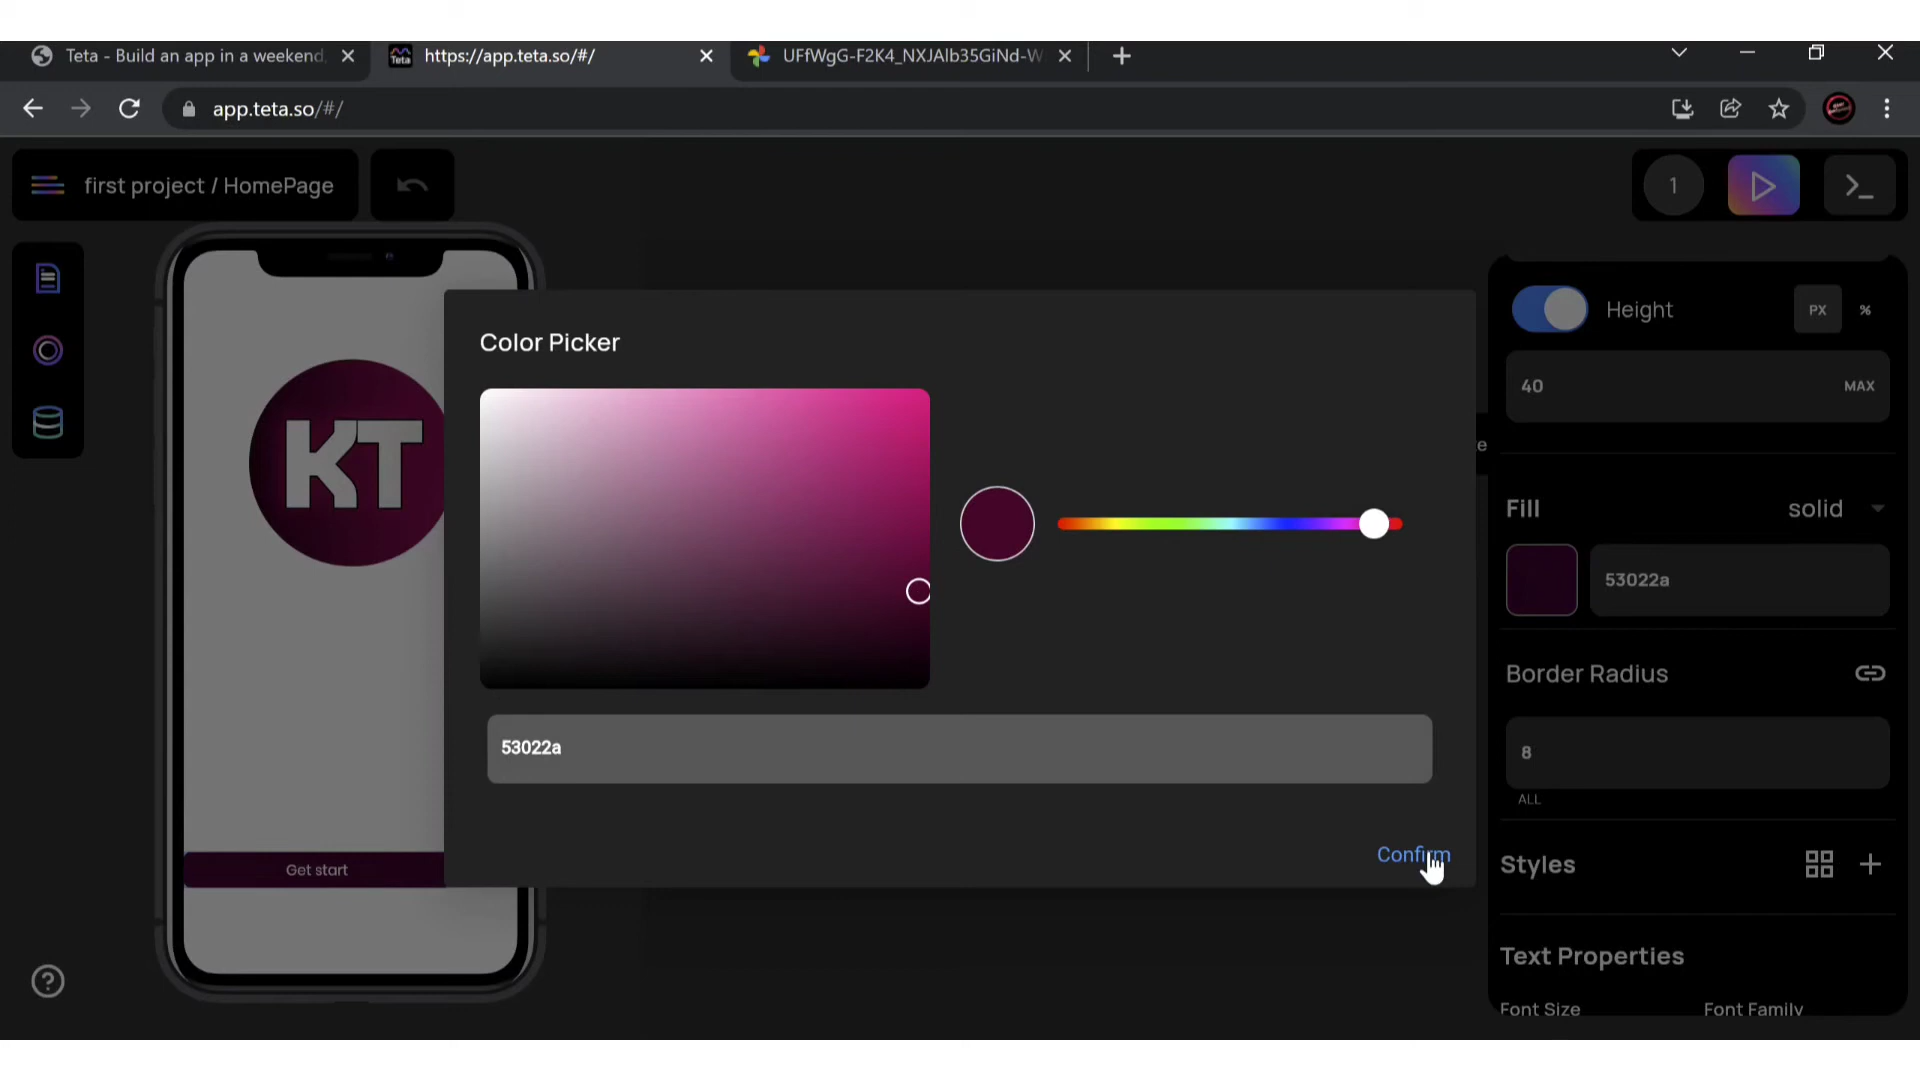 Teta - Build an app in a weekend,
Teta
https://app.teta.so/#/
UFfWgG-F2K4_NXJAlb35GiNd-W
app.teta.so/#/
first project / HomePage
1
KT
Get start
Color Picker
53022a
Confirm
e
Height
PX
%
40
MAX
Fill
solid
53022a
Border Radius
8
ALL
Styles
Text Properties
Font Size
Font Family